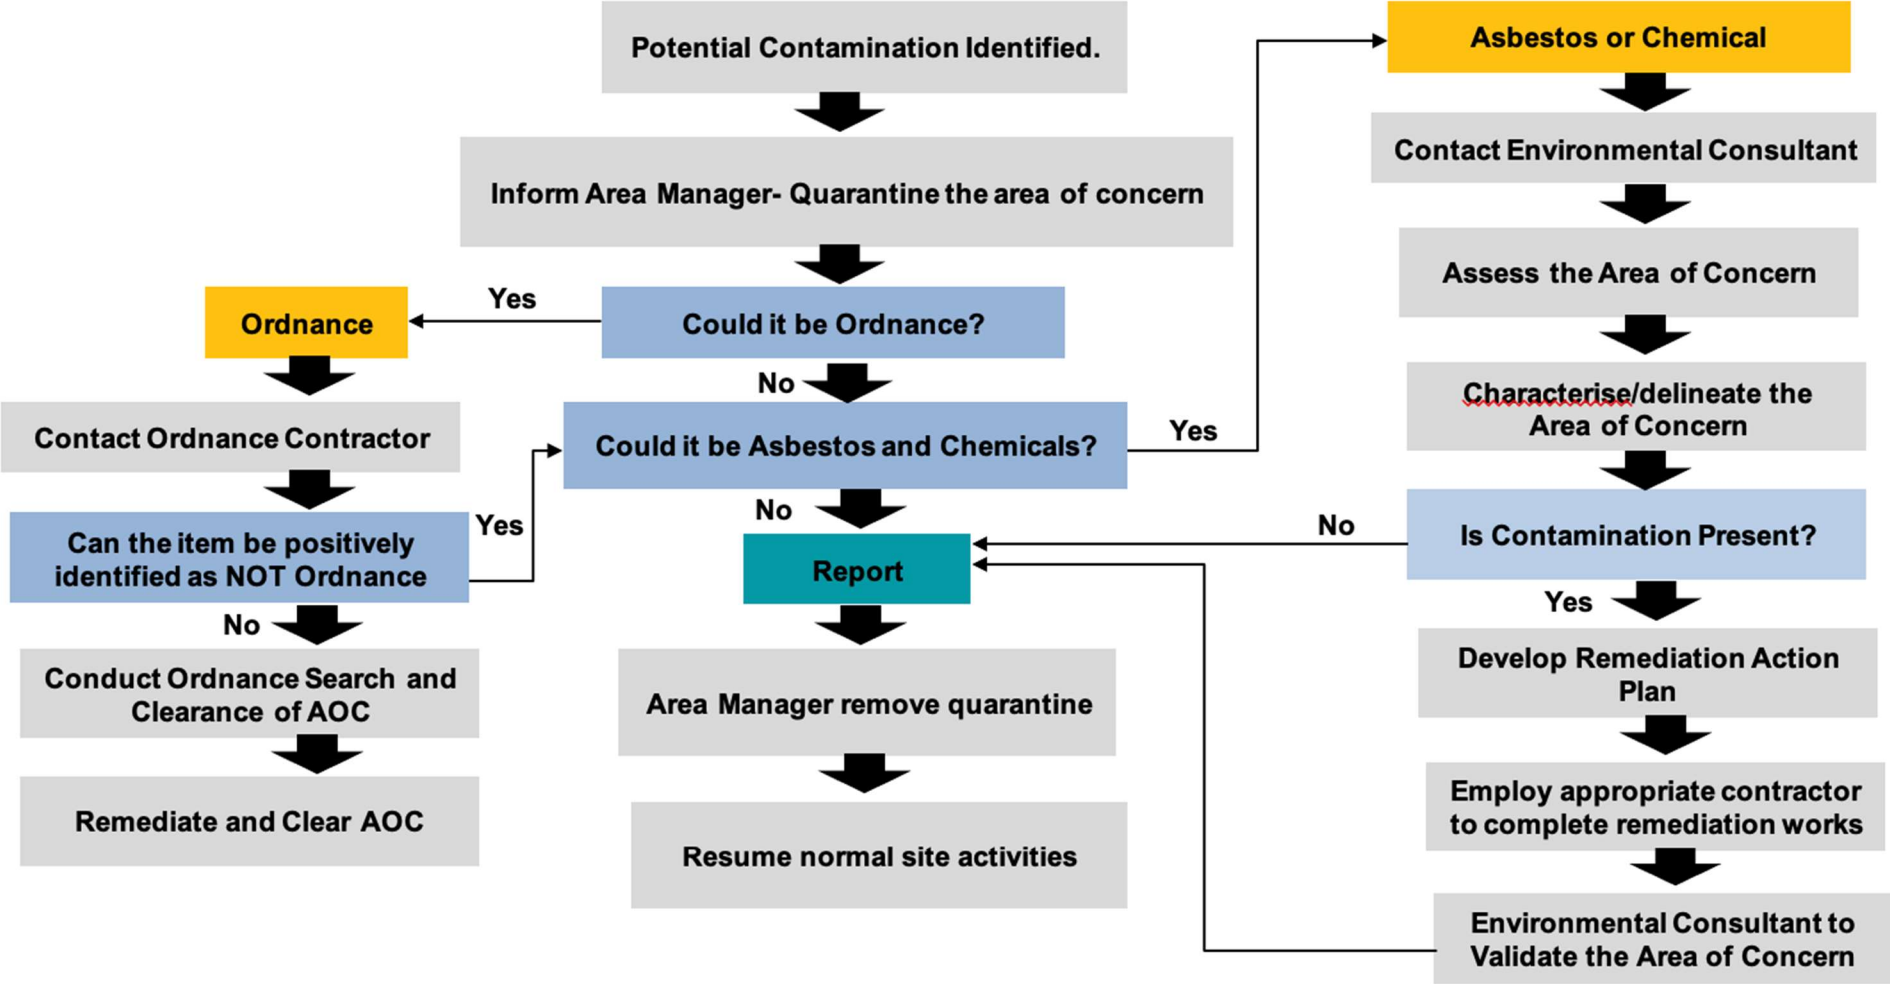 Potential Contamination Identified.
Inform Area Manager- Quarantine the area of concern
Could it be Ordnance?
Yes
No
Ordnance
Contact Ordnance Contractor
Can the item be positively
identified as NOT Ordnance
Yes
No
Conduct Ordnance Search and
Clearance of AOC
Remediate and Clear AOC
Could it be Asbestos and Chemicals?
Yes
No
Report
Area Manager remove quarantine
Resume normal site activities
Asbestos or Chemical
Contact Environmental Consultant
Assess the Area of Concern
Characterise/delineate the
Area of Concern
Is Contamination Present?
No
Yes
Develop Remediation Action
Plan
Employ appropriate contractor
to complete remediation works
Environmental Consultant to
Validate the Area of Concern